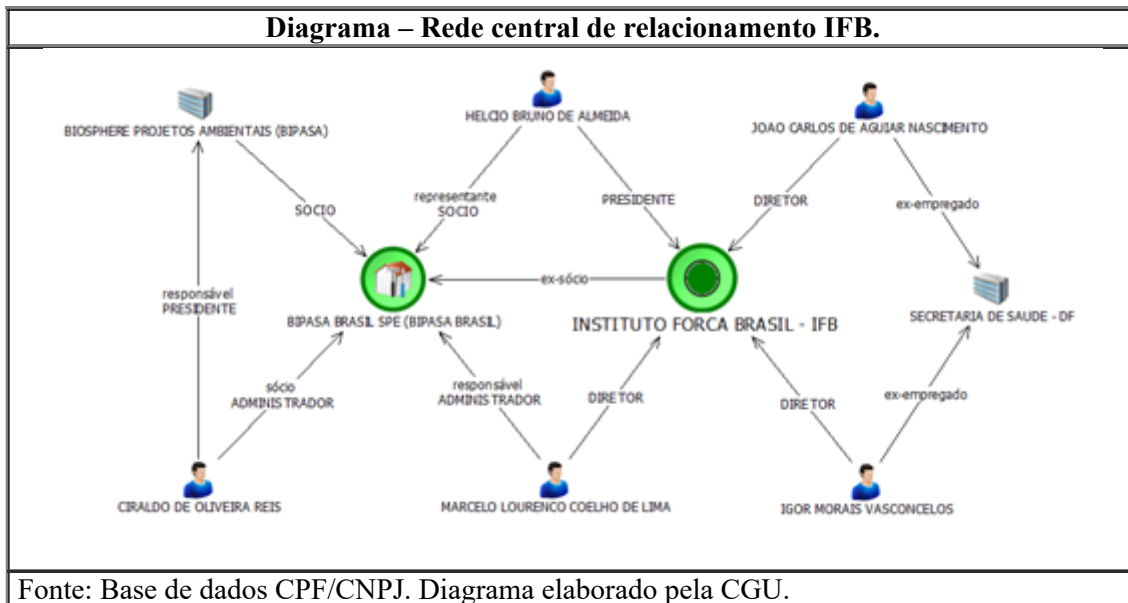 Diagrama – Rede central de relacionamento IFB.
BIOSPHERE PROJETOS AMBIENTAIS (BIPASA)
HELCIO BRUNO DE ALMEIDA
JOAO CARLOS DE AGUIAR NASCIMENTO
SOCIO
representante
SOCIO
PRESIDENTE
DIRETOR
ex-empregado
responsável
PRESIDENTE
ex-sócio
BIPASA BRASIL SPE (BIPASA BRASIL)
INSTITUTO FORCA BRASIL - IFB
SECRETARIA DE SAUDE - DF
sócio
ADMINISTRADOR
responsável
ADMINISTRADOR
DIRETOR
DIRETOR
ex-empregado
CIRALDO DE OLIVEIRA REIS
MARCELO LOURENCO COELHO DE LIMA
IGOR MORAIS VASCONCELOS
Fonte: Base de dados CPF/CNPJ. Diagrama elaborado pela CGU.